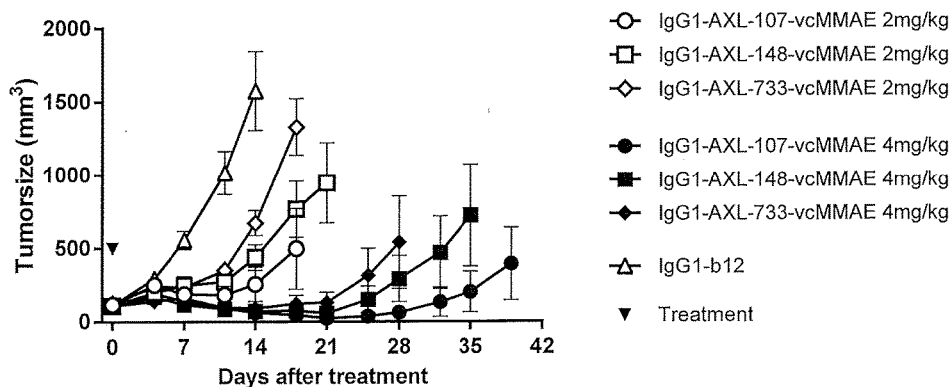 2000
1500
1000
500
0
Tumorsize (mm³)
0 7 14 21 28 35 42
Days after treatment
IgG1-AXL-107-vcMMAE 2mg/kg
IgG1-AXL-148-vcMMAE 2mg/kg
IgG1-AXL-733-vcMMAE 2mg/kg
IgG1-AXL-107-vcMMAE 4mg/kg
IgG1-AXL-148-vcMMAE 4mg/kg
IgG1-AXL-733-vcMMAE 4mg/kg
IgG1-b12
Treatment